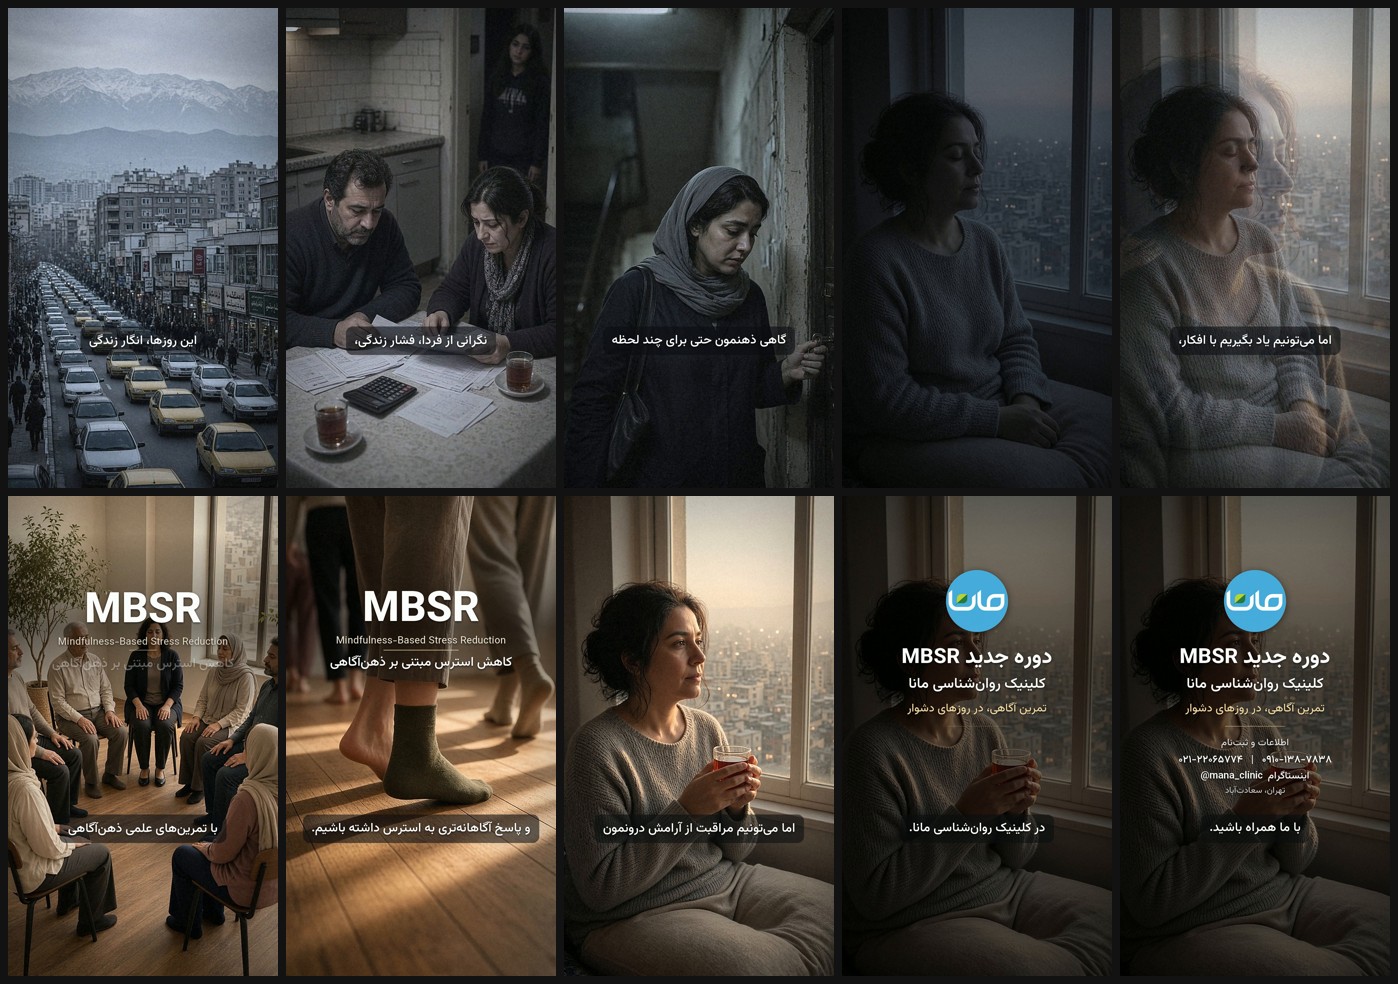 این روزها، انگار زندگی
نگرانی از فردا، فشار زندگی،
گاهی ذهنمون حتی برای چند لحظه
اما می‌تونیم یاد بگیریم با افکار،
MBSR
Mindfulness-Based Stress Reduction
کاهش استرس مبتنی بر ذهن‌آگاهی
با تمرین‌های علمی ذهن‌آگاهی
MBSR
Mindfulness-Based Stress Reduction
کاهش استرس مبتنی بر ذهن‌آگاهی
و پاسخ آگاهانه‌تری به استرس داشته باشیم.
اما می‌تونیم مراقبت از آرامش درونمون
مانا
دوره جدید MBSR
کلینیک روان‌شناسی مانا
تمرین آگاهی، در روزهای دشوار
در کلینیک روان‌شناسی مانا.
مانا
دوره جدید MBSR
کلینیک روان‌شناسی مانا
تمرین آگاهی، در روزهای دشوار
اطلاعات و ثبت‌نام
۰۲۱-۲۲۰۶۵۷۷۴ | ۰۹۱۰-۱۳۸-۷۸۳۸
اینستاگرام @mana_clinic
تهران، سعادت‌آباد
با ما همراه باشید.